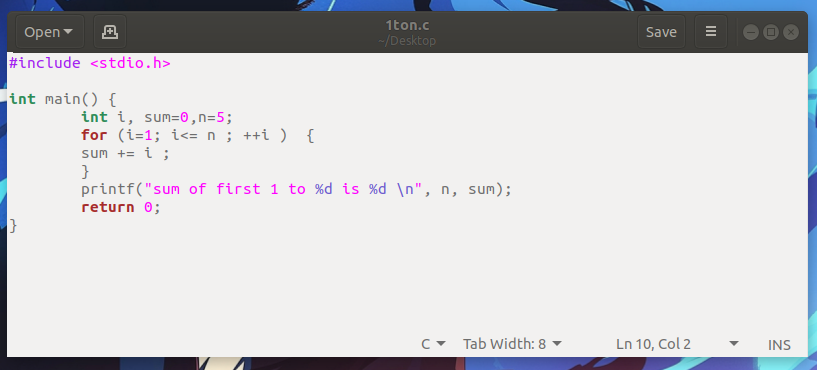 Open 1ton.c Save
~/Desktop
#include <stdio.h>

int main() {
        int i, sum=0,n=5;
        for (i=1; i<= n ; ++i )  {
        sum += i ;
        }
        printf("sum of first 1 to %d is %d \n", n, sum);
        return 0;
}
C Tab Width: 8 Ln 10, Col 2 INS